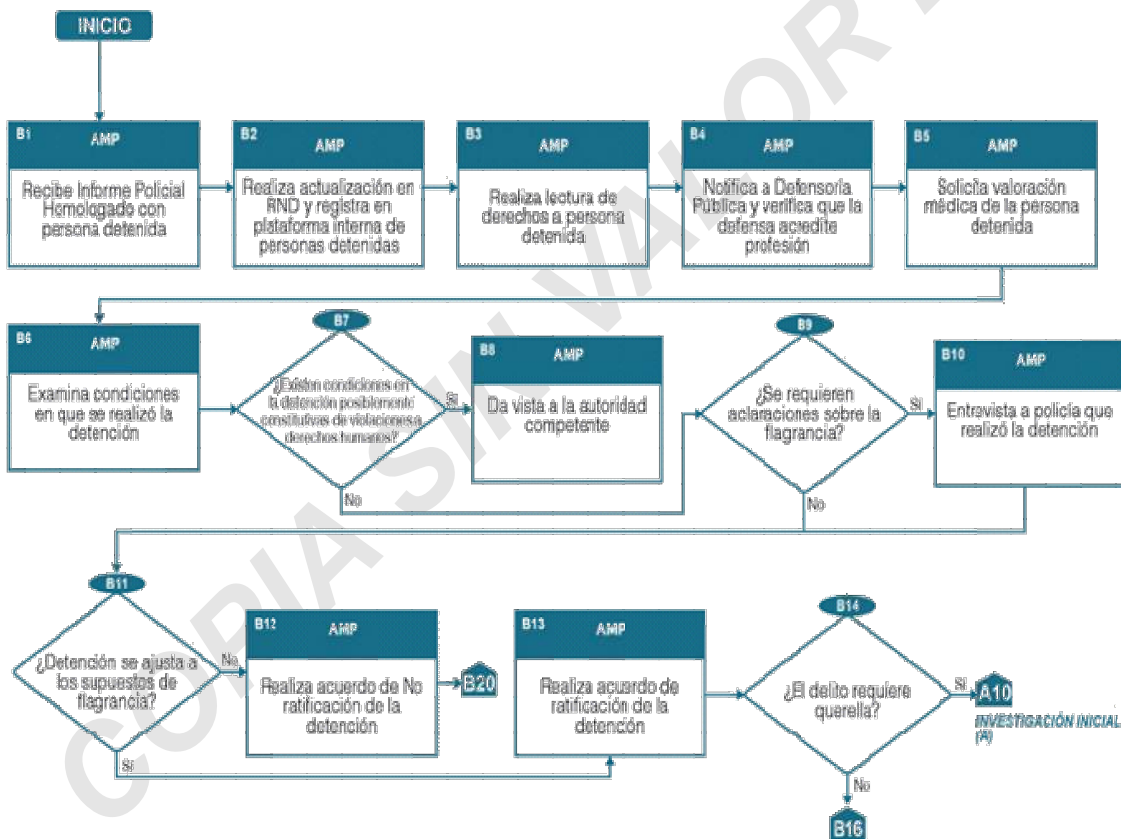 INICIO
B1
AMP
Recibe Informe Policial
Homologado con
persona detenida
B2
AMP
Realiza actualización en
RND y registra en
plataforma interna de
personas detenidas
B3
AMP
Realiza lectura de
derechos a persona
detenida
B4
AMP
Notifica a Defensoría
Pública y verifica que la
defensa acredite
profesión
B5
AMP
Solicita valoración
médica de la persona
detenida
B6
AMP
Examina condiciones
en que se realizó la
detención
B7
¿Existen condiciones en
la detención posiblemente
constitutivas de violaciones a
derechos humanos?
Si
No
B8
AMP
Da vista a la autoridad
competente
B9
¿Se requieren
aclaraciones sobre la
flagrancia?
Si
No
B10
AMP
Entrevista a policía que
realizó la detención
B11
¿Detención se ajusta a
los supuestos de
flagrancia?
No
Si
B12
AMP
Realiza acuerdo de No
ratificación de la
detención
B20
B13
AMP
Realiza acuerdo de
ratificación de la
detención
B14
¿El delito requiere
querella?
Si
A10
INVESTIGACIÓN INICIAL
(A)
No
B16
COPIA SIN VALOR